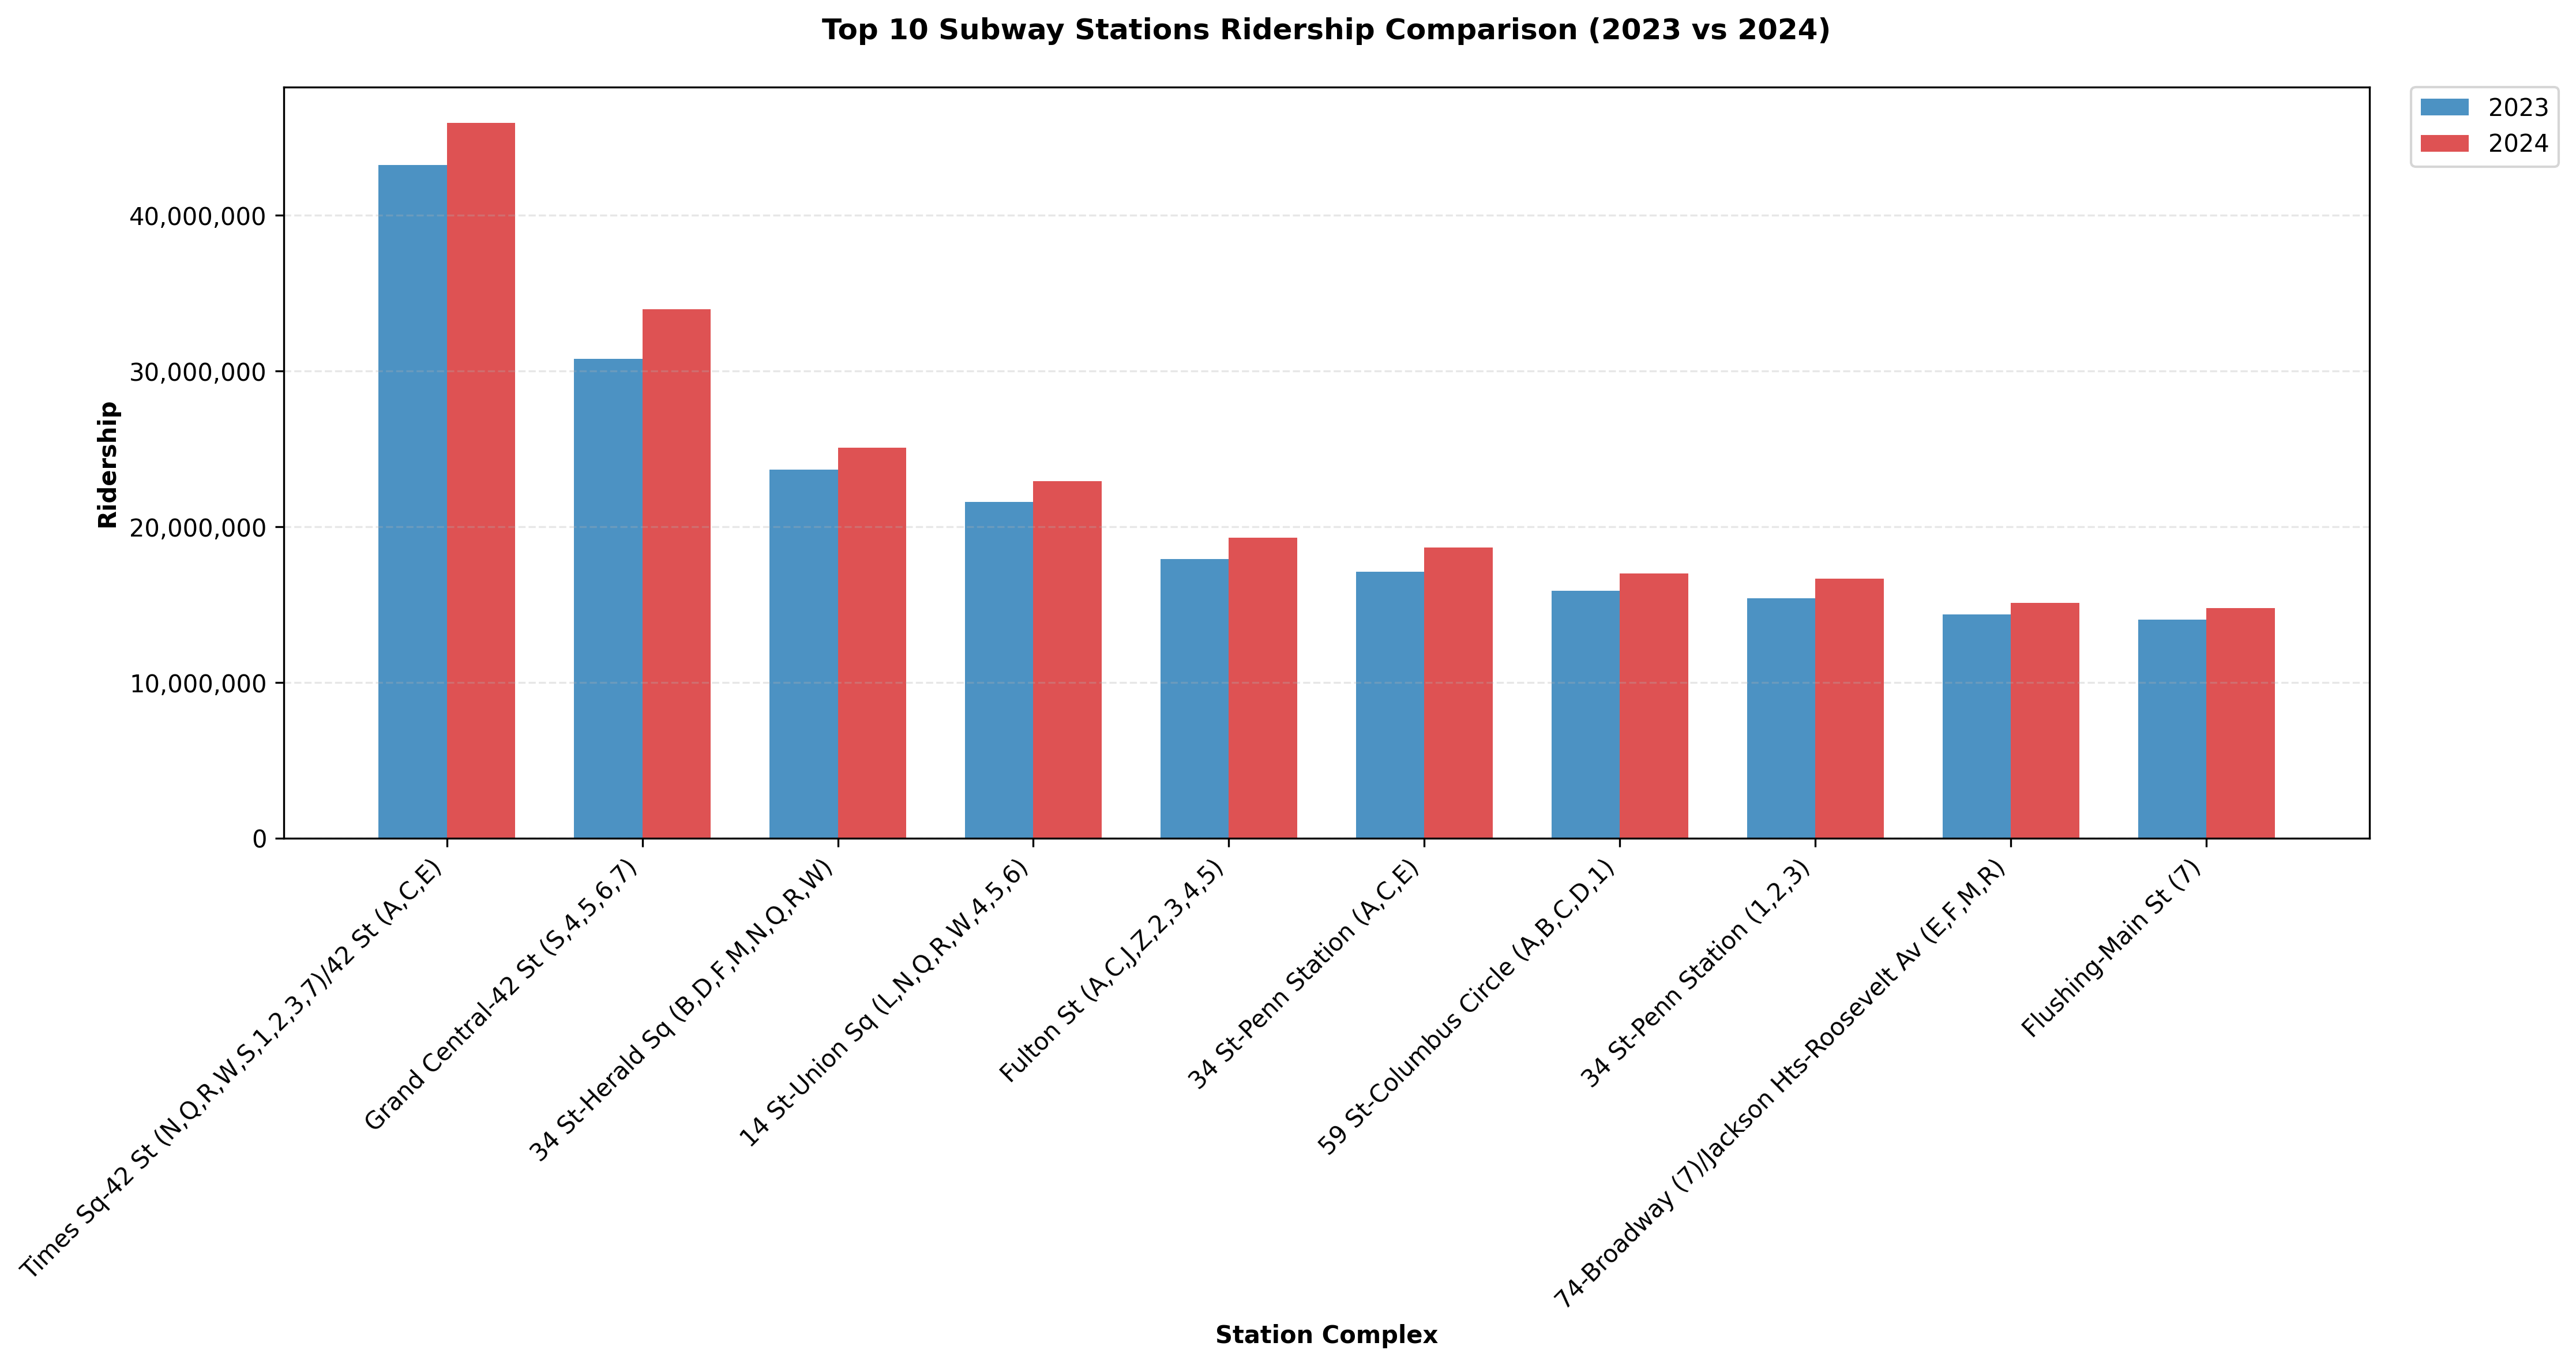 Top 10 Subway Stations Ridership Comparison (2023 vs 2024)
2023
2024
Ridership
40,000,000
30,000,000
20,000,000
10,000,000
0
Times Sq-42 St (N,Q,R,W,S,1,2,3,7)/42 St (A,C,E)
Grand Central-42 St (S,4,5,6,7)
34 St-Herald Sq (B,D,F,M,N,Q,R,W)
14 St-Union Sq (L,N,Q,R,W,4,5,6)
Fulton St (A,C,J,Z,2,3,4,5)
34 St-Penn Station (A,C,E)
59 St-Columbus Circle (A,B,C,D,1)
34 St-Penn Station (1,2,3)
74-Broadway (7)/Jackson Hts-Roosevelt Av (E,F,M,R)
Flushing-Main St (7)
Station Complex